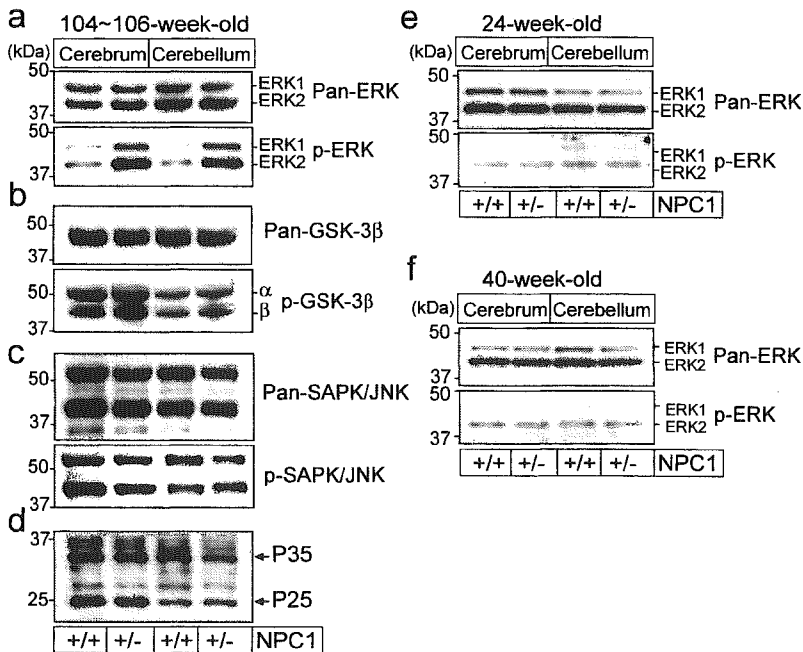 a
104~106-week-old
(kDa) Cerebrum Cerebellum
50
37
ERK1
ERK2
Pan-ERK
50
37
ERK1
ERK2
p-ERK
b
50
37
Pan-GSK-3β
50
37
α
β
p-GSK-3β
c
50
37
Pan-SAPK/JNK
50
37
p-SAPK/JNK
d
37
25
P35
P25
+/+ +/- +/+ +/- NPC1
e
24-week-old
(kDa) Cerebrum Cerebellum
50
37
ERK1
ERK2
Pan-ERK
50
37
ERK1
ERK2
p-ERK
+/+ +/- +/+ +/- NPC1
f
40-week-old
(kDa) Cerebrum Cerebellum
50
37
ERK1
ERK2
Pan-ERK
50
37
ERK1
ERK2
p-ERK
+/+ +/- +/+ +/- NPC1